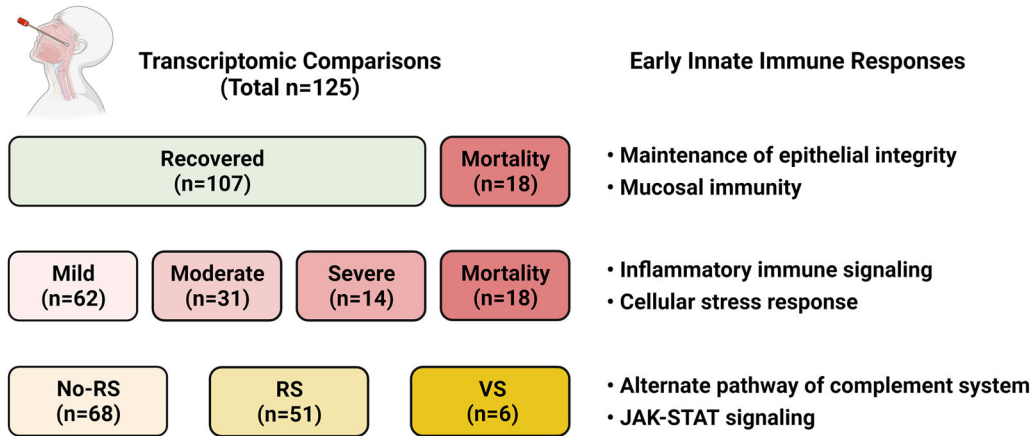 Transcriptomic Comparisons
(Total n=125)
Early Innate Immune Responses
Recovered
(n=107)
Mortality
(n=18)
• Maintenance of epithelial integrity
• Mucosal immunity
Mild
(n=62)
Moderate
(n=31)
Severe
(n=14)
Mortality
(n=18)
• Inflammatory immune signaling
• Cellular stress response
No-RS
(n=68)
RS
(n=51)
VS
(n=6)
• Alternate pathway of complement system
• JAK-STAT signaling